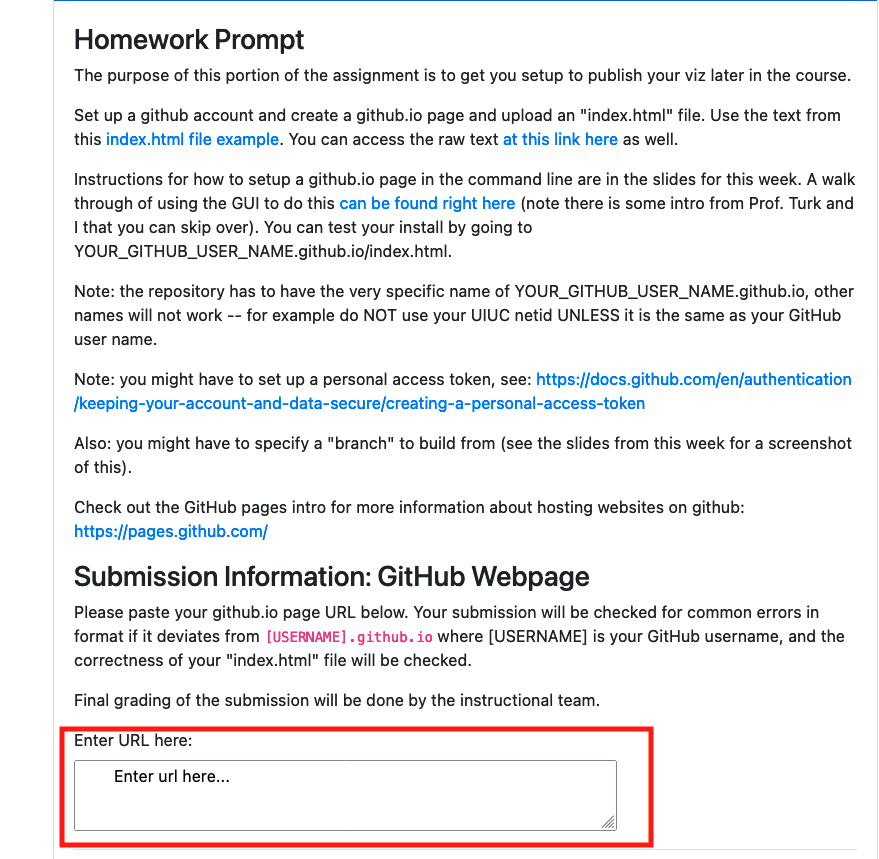 Homework Prompt
The purpose of this portion of the assignment is to get you setup to publish your viz later in the course.
Set up a github account and create a github.io page and upload an "index.html" file. Use the text from
this index.html file example. You can access the raw text at this link here as well.
Instructions for how to setup a github.io page in the command line are in the slides for this week. A walk
through of using the GUI to do this can be found right here (note there is some intro from Prof. Turk and
I that you can skip over). You can test your install by going to
YOUR_GITHUB_USER_NAME.github.io/index.html.
Note: the repository has to have the very specific name of YOUR_GITHUB_USER_NAME.github.io, other
names will not work -- for example do NOT use your UIUC netid UNLESS it is the same as your GitHub
user name.
Note: you might have to set up a personal access token, see: https://docs.github.com/en/authentication
/keeping-your-account-and-data-secure/creating-a-personal-access-token
Also: you might have to specify a "branch" to build from (see the slides from this week for a screenshot
of this).
Check out the GitHub pages intro for more information about hosting websites on github:
https://pages.github.com/
Submission Information: GitHub Webpage
Please paste your github.io page URL below. Your submission will be checked for common errors in
format if it deviates from [USERNAME].github.io where [USERNAME] is your GitHub username, and the
correctness of your "index.html" file will be checked.
Final grading of the submission will be done by the instructional team.
Enter URL here:
Enter url here...